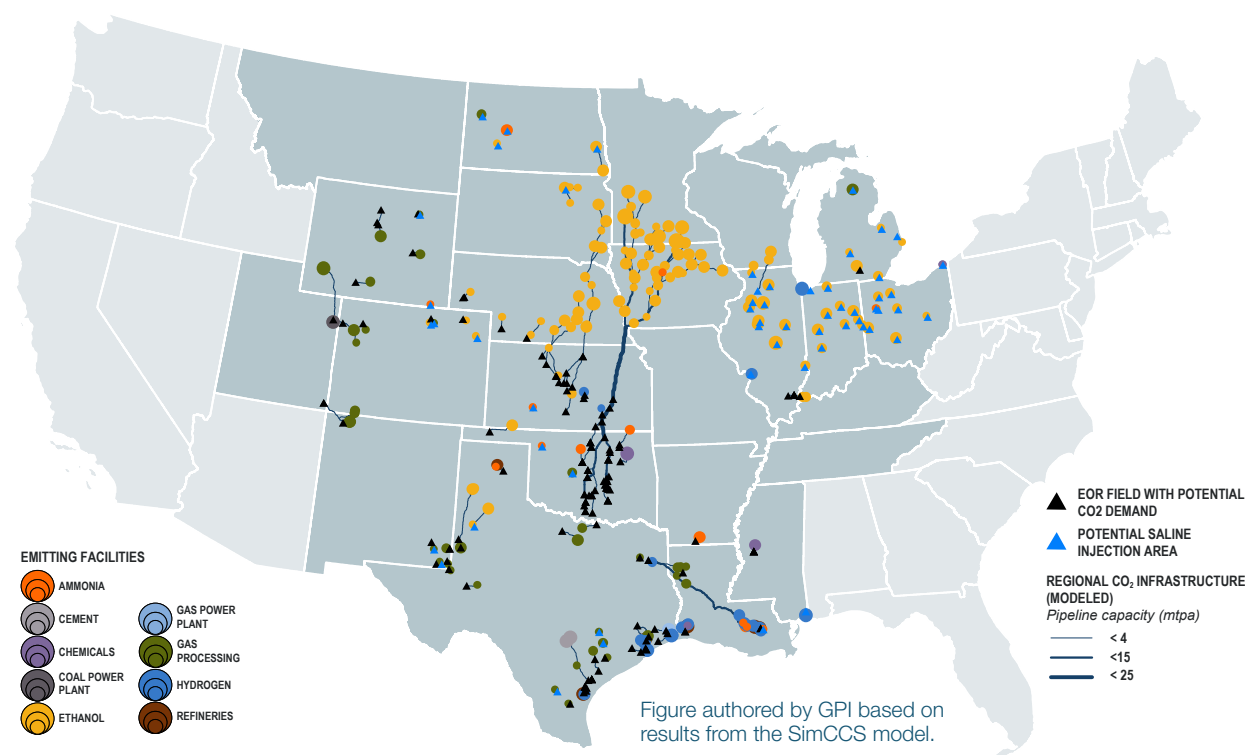 EOR FIELD WITH POTENTIAL
CO2 DEMAND
POTENTIAL SALINE
INJECTION AREA
REGIONAL CO₂ INFRASTRUCTURE
(MODELED)
Pipeline capacity (mtpa)
< 4
<15
< 25
EMITTING FACILITIES
AMMONIA
CEMENT
CHEMICALS
COAL POWER
PLANT
ETHANOL
GAS POWER
PLANT
GAS
PROCESSING
HYDROGEN
REFINERIES
Figure authored by GPI based on
results from the SimCCS model.